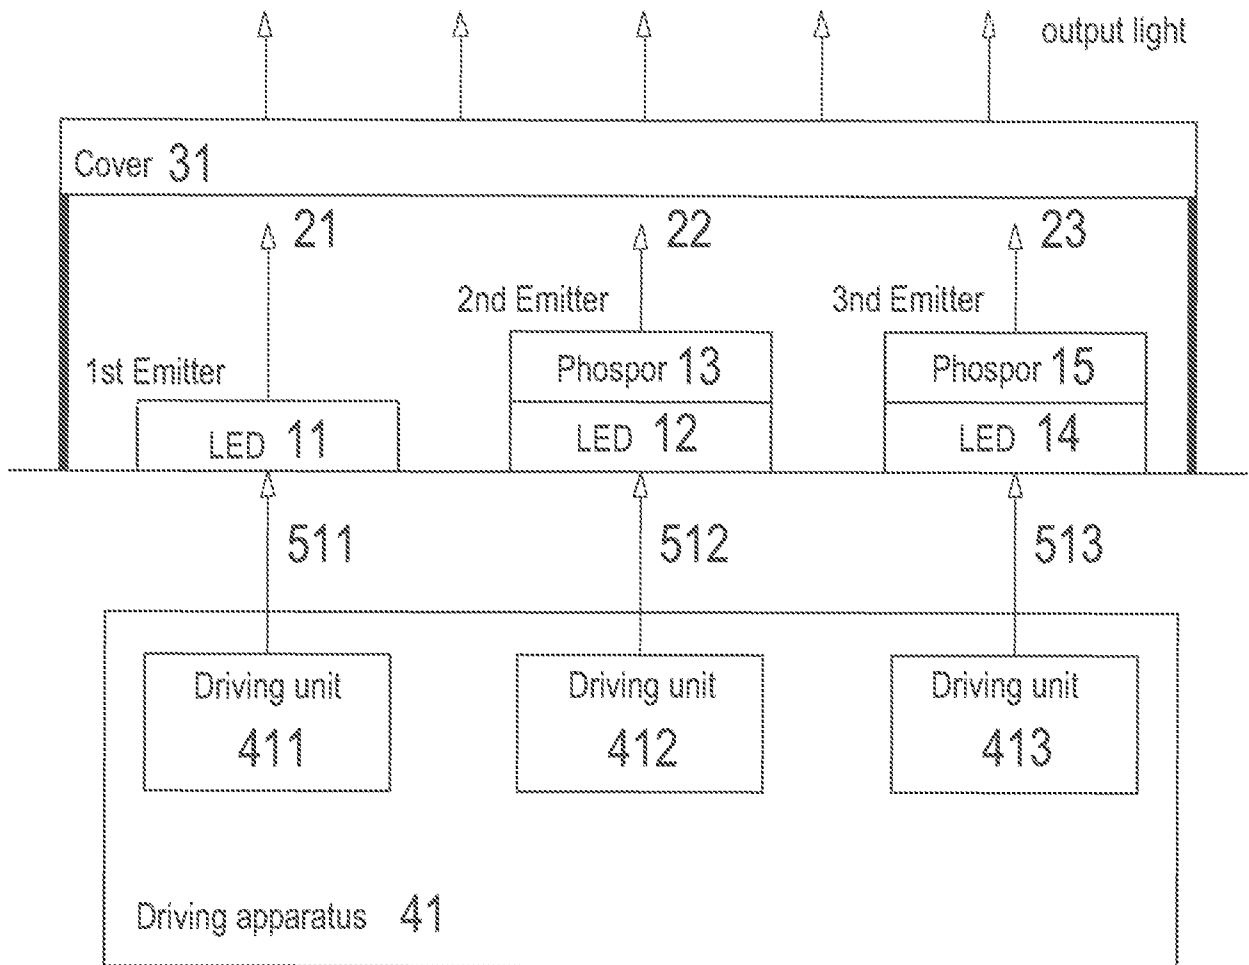 output light
Cover 31
21 22 23
2nd Emitter 3nd Emitter
1st Emitter Phospor 13 Phospor 15
LED 11 LED 12 LED 14
511 512 513
Driving unit Driving unit Driving unit
411 412 413
Driving apparatus 41